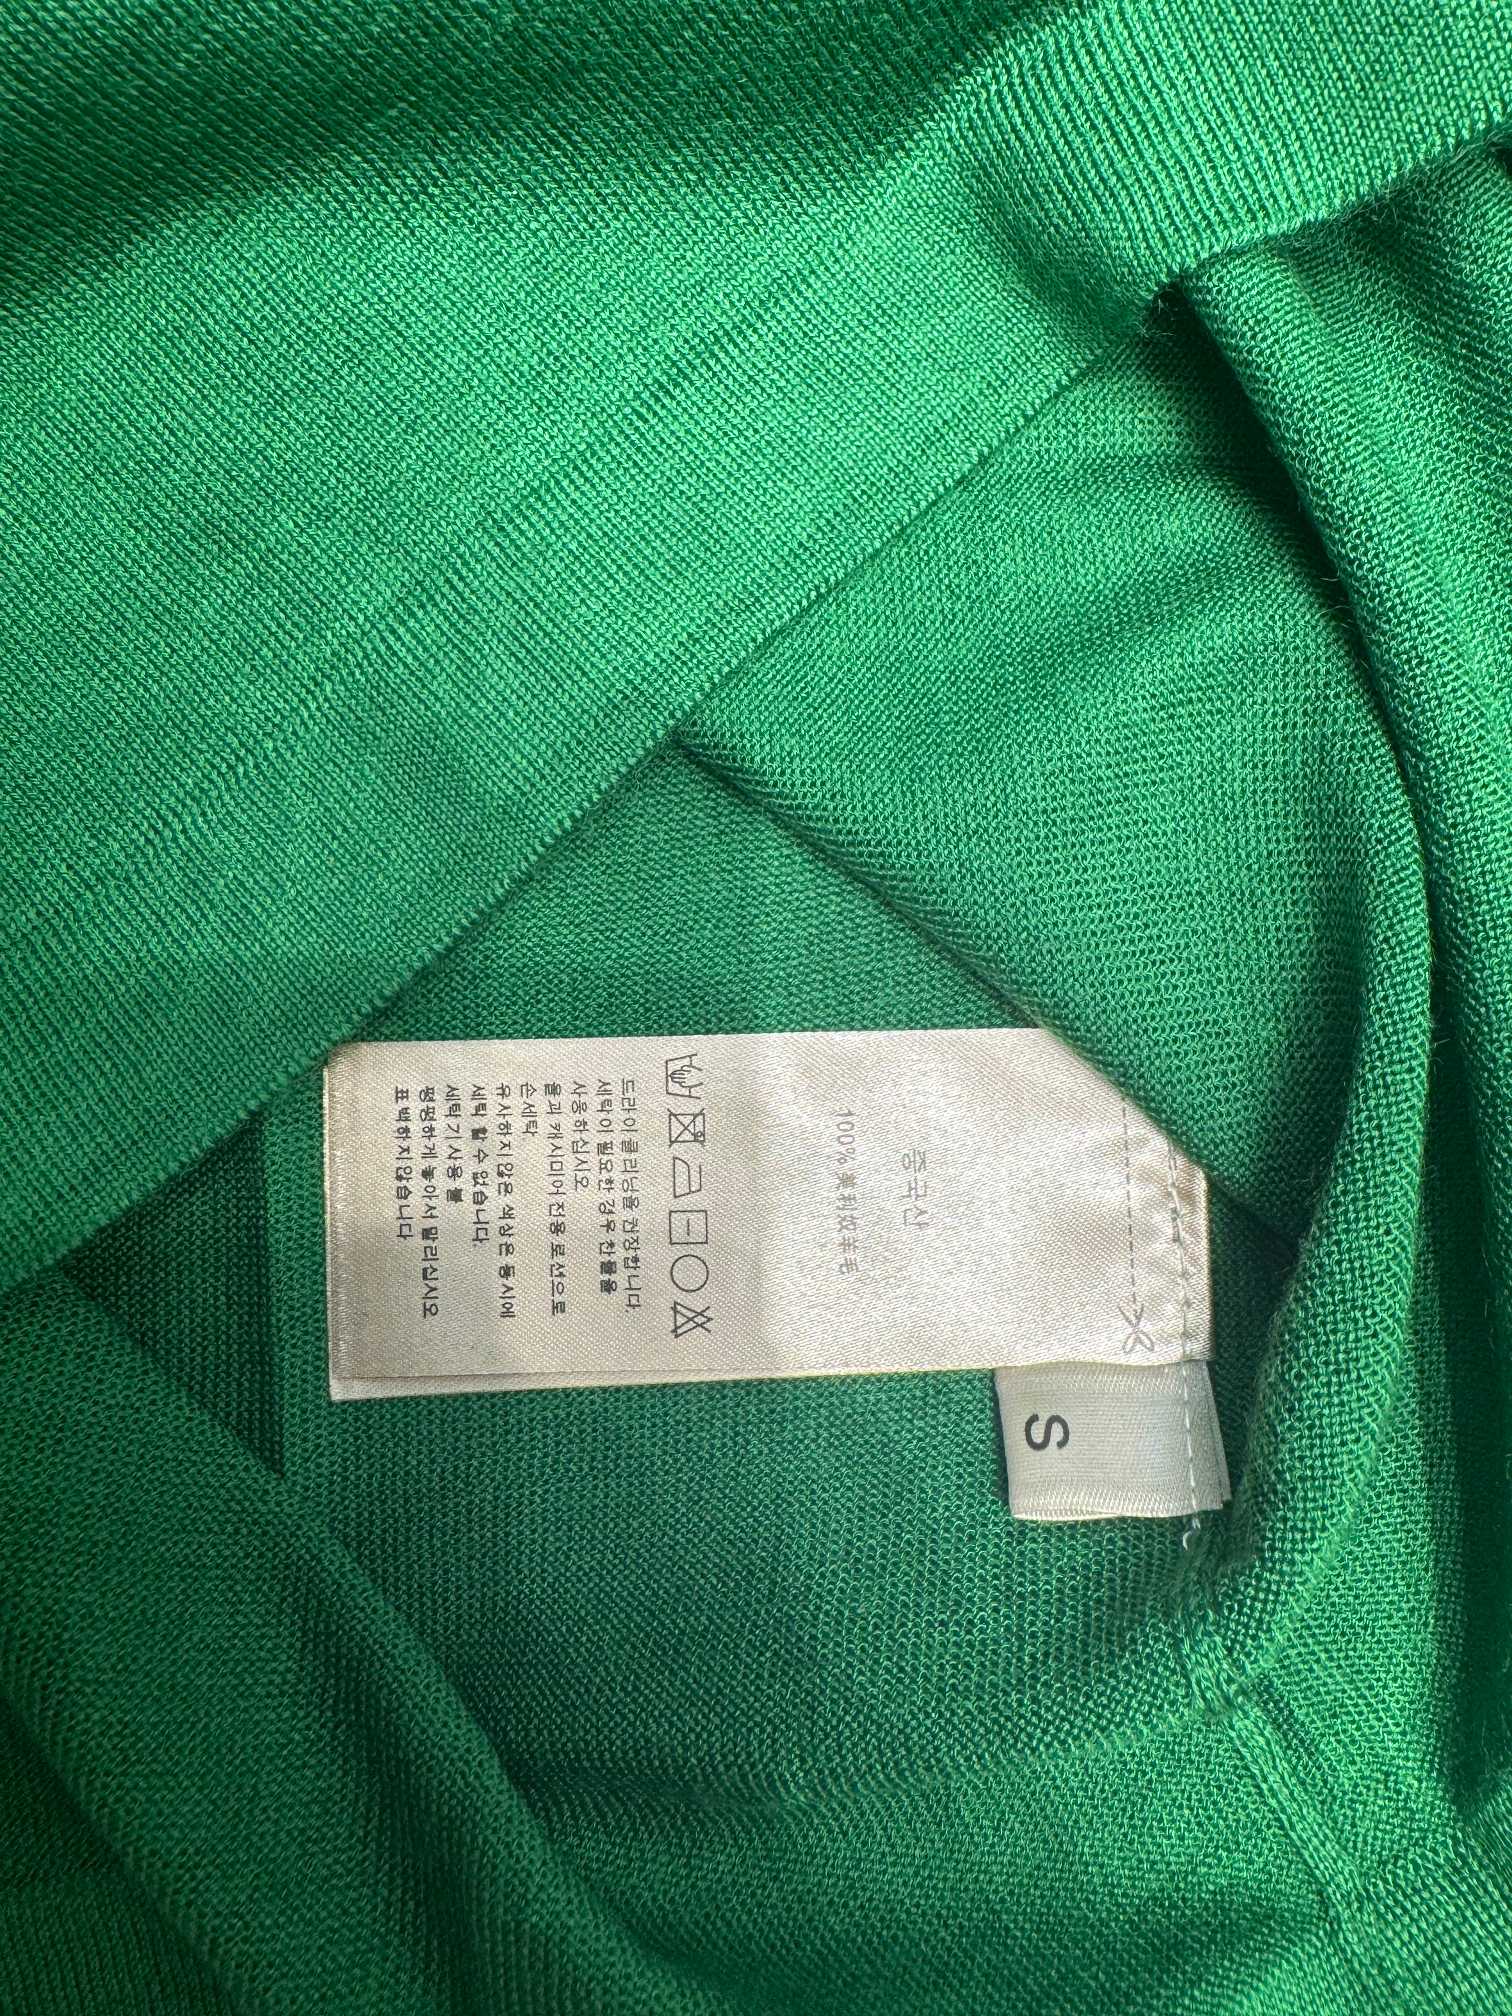 중국산
100% 美利奴羊毛
드라이 클리닝을 권장합니다.
세탁이 필요한 경우 찬물을
사용하십시오
울과 캐시미어 전용 로션으로
손세탁
유사하지 않은 색상은 동시에
세탁 할 수 없습니다.
세탁기 사용 불
평평하게 놓아서 말리십시오
표백하지 않습니다
S